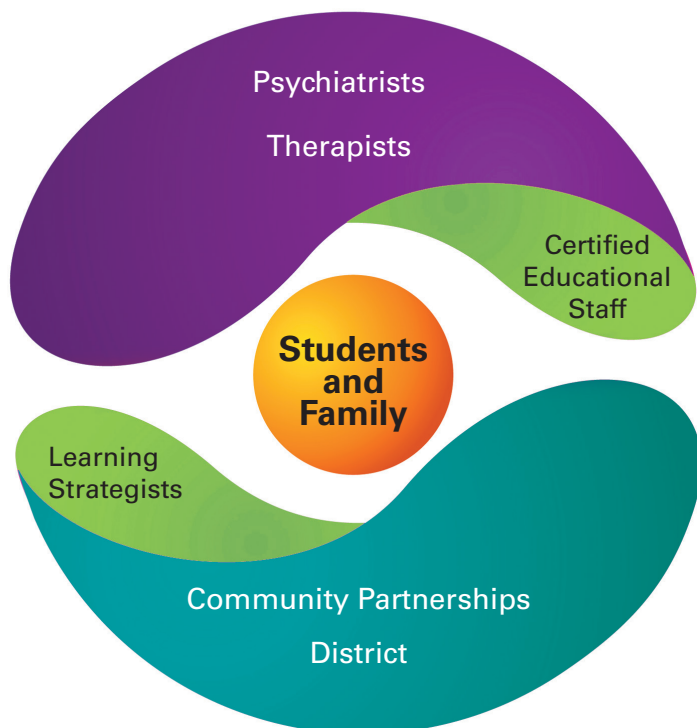 Psychiatrists
Therapists
Certified
Educational
Staff
Students
and
Family
Learning
Strategists
Community Partnerships
District